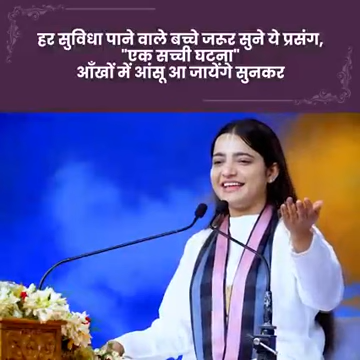 हर सुविधा पाने वाले बच्चे जरूर सुने ये प्रसंग,
"एक सच्ची घटना"
आँखों में आंसू आ जायेंगे सुनकर